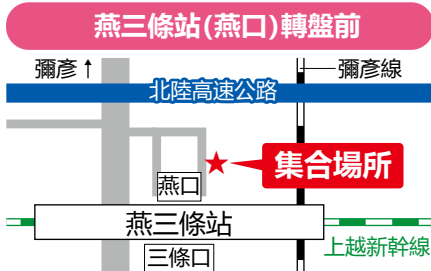 燕三條站(燕口)轉盤前
彌彥↑
彌彥線
北陸高速公路
集合場所
燕口
燕三條站
上越新幹線
三條口